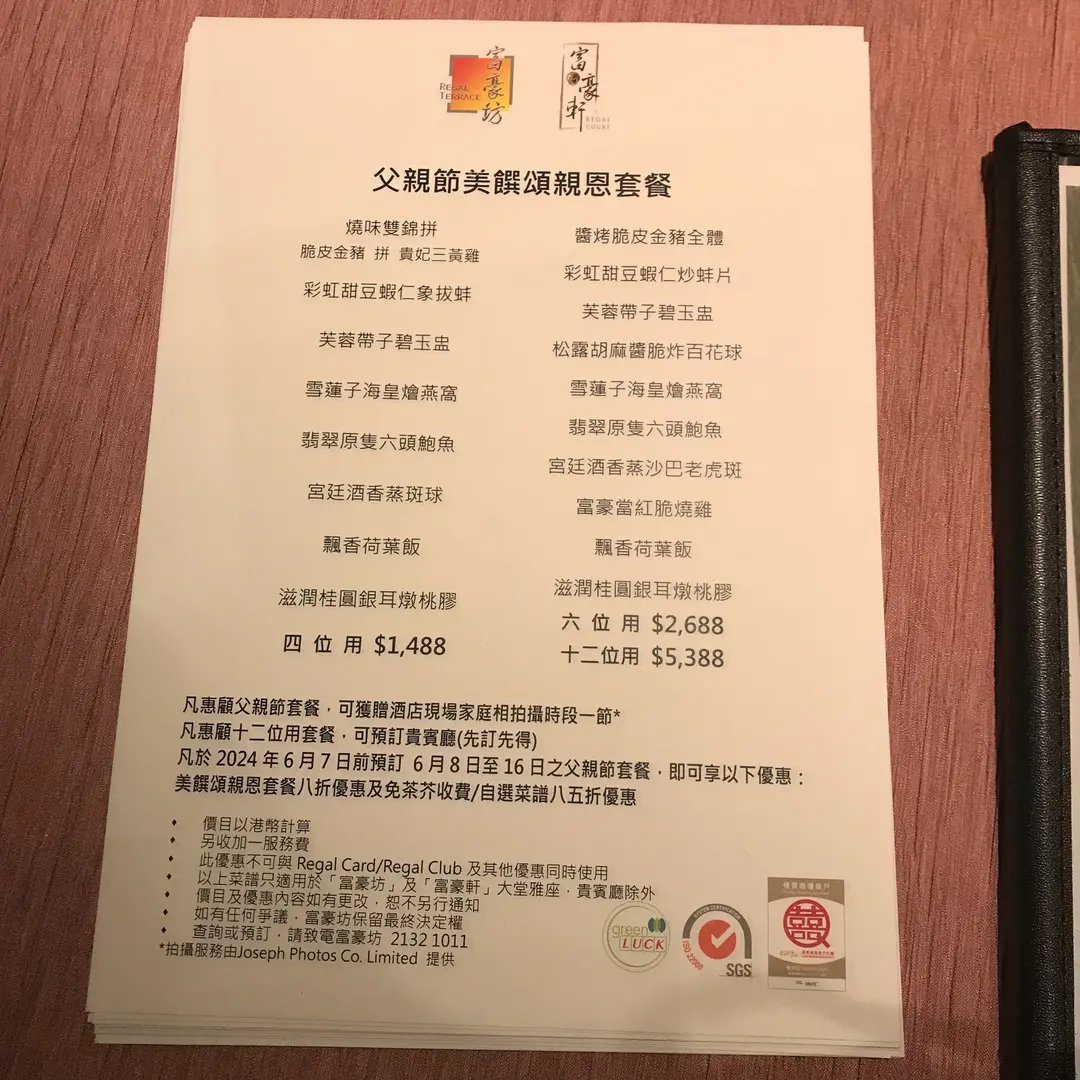 REGAL TERRACE 富豪坊
富豪軒 REGAL COURT
父親節美饌頌親恩套餐
燒味雙錦拼
脆皮金豬 拼 貴妃三黃雞
彩虹甜豆蝦仁象拔蚌
芙蓉帶子碧玉盅
雪蓮子海皇燴燕窩
翡翠原隻六頭鮑魚
宮廷酒香蒸斑球
飄香荷葉飯
滋潤桂圓銀耳燉桃膠
四 位 用 $1,488
醬烤脆皮金豬全體
彩虹甜豆蝦仁炒蚌片
芙蓉帶子碧玉盅
松露胡麻醬脆炸百花球
雪蓮子海皇燴燕窩
翡翠原隻六頭鮑魚
宮廷酒香蒸沙巴老虎斑
富豪當紅脆燒雞
飄香荷葉飯
滋潤桂圓銀耳燉桃膠
六 位 用 $2,688
十二位用 $5,388
凡惠顧父親節套餐，可獲贈酒店現場家庭相拍攝時段一節*
凡惠顧十二位用套餐，可預訂貴賓廳(先訂先得)
凡於 2024 年 6 月 7 日前預訂 6 月 8 日至 16 日之父親節套餐，即可享以下優惠：
美饌頌親恩套餐八折優惠及免茶芥收費/自選菜譜八五折優惠
♦ 價目以港幣計算
♦ 另收加一服務費
♦ 此優惠不可與 Regal Card/Regal Club 及其他優惠同時使用
♦ 以上菜譜只適用於「富豪坊」及「富豪軒」大堂雅座，貴賓廳除外
♦ 價目及優惠內容如有更改，恕不另行通知
♦ 如有任何爭議，富豪坊保留最終決定權
♦ 查詢或預訂，請致電富豪坊 2132 1011
*拍攝服務由Joseph Photos Co. Limited 提供
green LUCK
SYSTEM CERTIFICATION ISO 22000 SGS